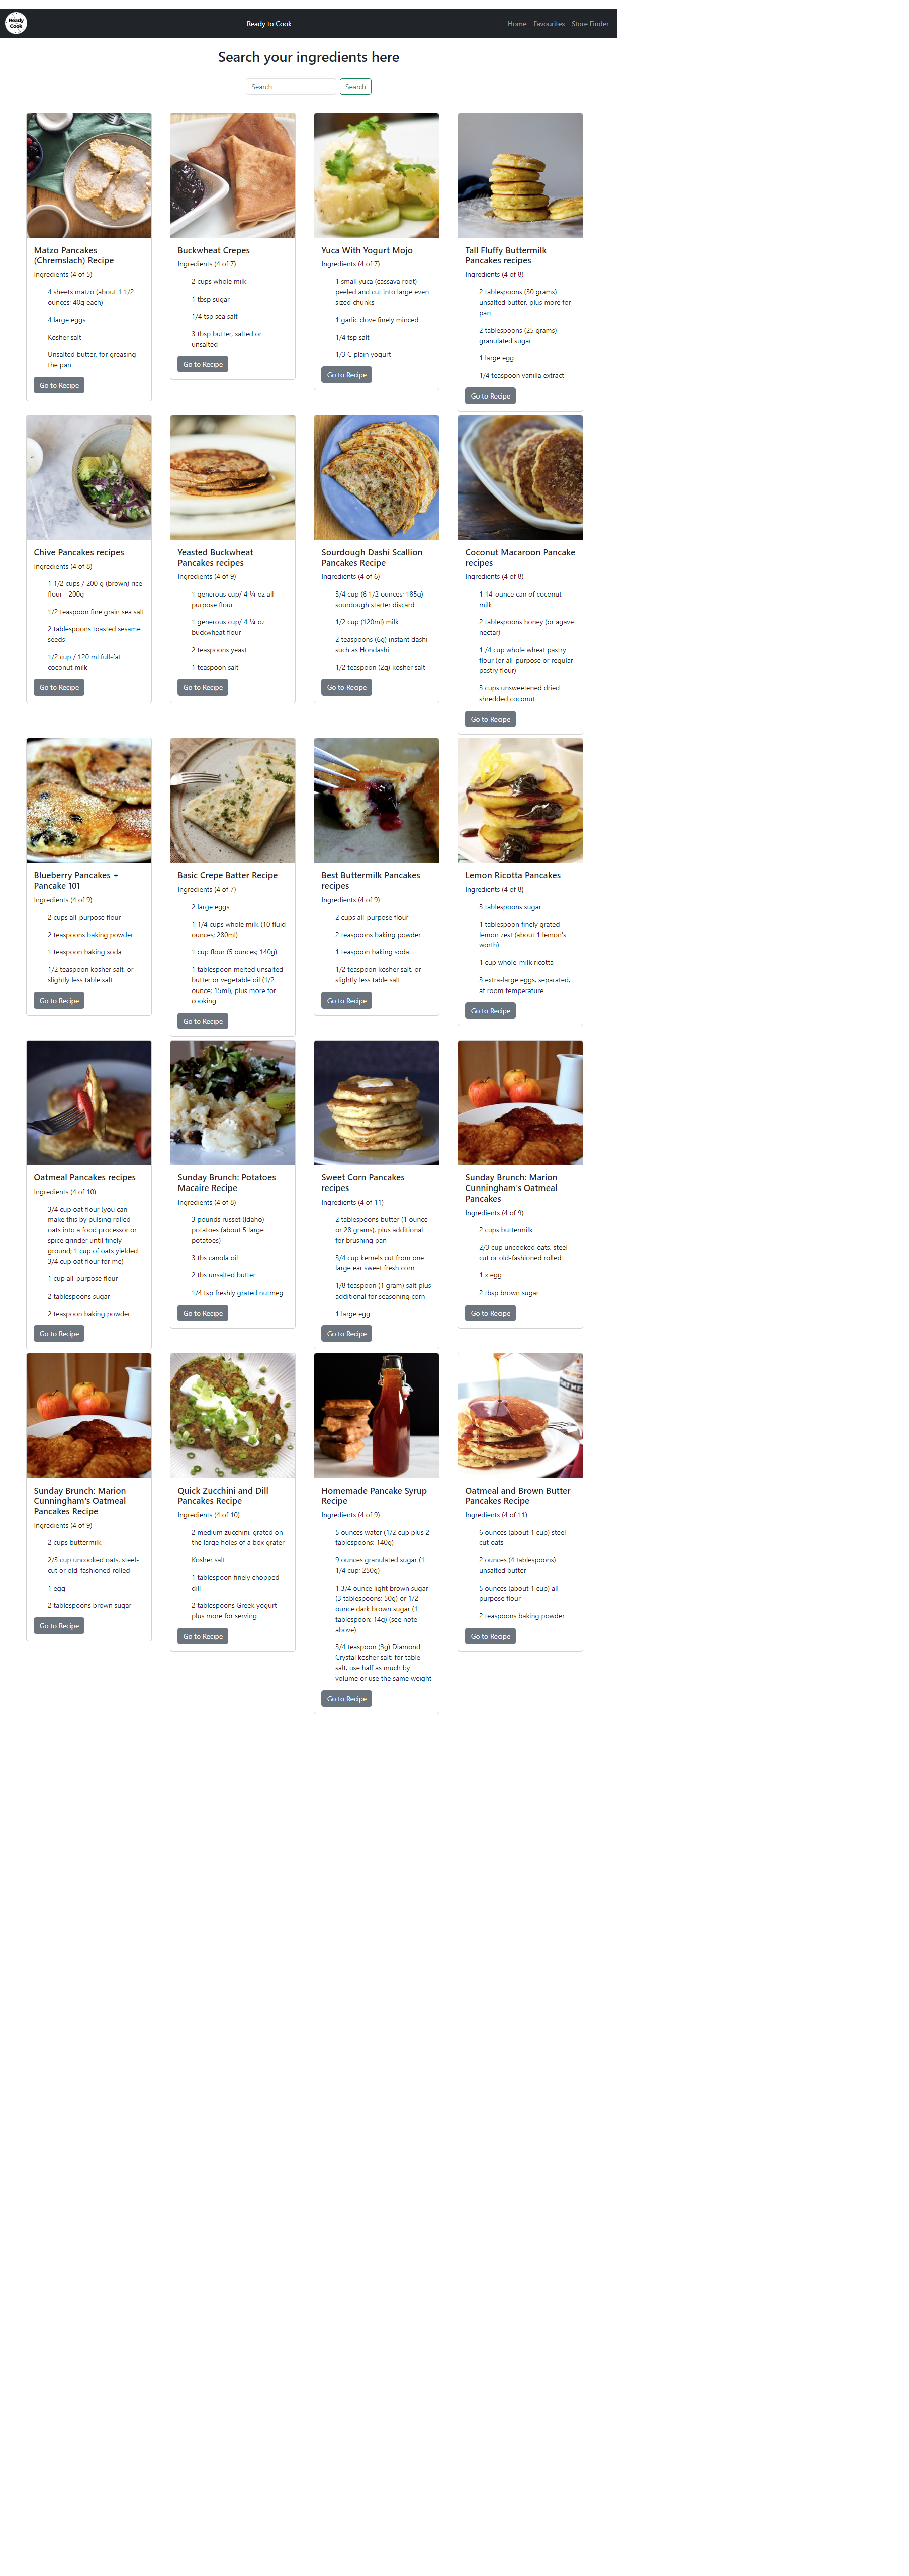 Ready
Cook
Ready to Cook
Home Favourites Store Finder
Search your ingredients here
Search Search
Matzo Pancakes
(Chremslach) Recipe
Ingredients (4 of 5)
4 sheets matzo (about 1 1/2
ounces; 40g each)
4 large eggs
Kosher salt
Unsalted butter, for greasing
the pan
Go to Recipe
Buckwheat Crepes
Ingredients (4 of 7)
2 cups whole milk
1 tbsp sugar
1/4 tsp sea salt
3 tbsp butter, salted or
unsalted
Go to Recipe
Yuca With Yogurt Mojo
Ingredients (4 of 7)
1 small yuca (cassava root)
peeled and cut into large even
sized chunks
1 garlic clove finely minced
1/4 tsp salt
1/3 C plain yogurt
Go to Recipe
Tall Fluffy Buttermilk
Pancakes recipes
Ingredients (4 of 8)
2 tablespoons (30 grams)
unsalted butter, plus more for
pan
2 tablespoons (25 grams)
granulated sugar
1 large egg
1/4 teaspoon vanilla extract
Go to Recipe
Chive Pancakes recipes
Ingredients (4 of 8)
1 1/2 cups / 200 g (brown) rice
flour - 200g
1/2 teaspoon fine grain sea salt
2 tablespoons toasted sesame
seeds
1/2 cup / 120 ml full-fat
coconut milk
Go to Recipe
Yeasted Buckwheat
Pancakes recipes
Ingredients (4 of 9)
1 generous cup/ 4 ¼ oz all-
purpose flour
1 generous cup/ 4 ¼ oz
buckwheat flour
2 teaspoons yeast
1 teaspoon salt
Go to Recipe
Sourdough Dashi Scallion
Pancakes Recipe
Ingredients (4 of 6)
3/4 cup (6 1/2 ounces; 185g)
sourdough starter discard
1/2 cup (120ml) milk
2 teaspoons (6g) instant dashi,
such as Hondashi
1/2 teaspoon (2g) kosher salt
Go to Recipe
Coconut Macaroon Pancake
recipes
Ingredients (4 of 8)
1 14-ounce can of coconut
milk
2 tablespoons honey (or agave
nectar)
1 /4 cup whole wheat pastry
flour (or all-purpose or regular
pastry flour)
3 cups unsweetened dried
shredded coconut
Go to Recipe
Blueberry Pancakes +
Pancake 101
Ingredients (4 of 9)
2 cups all-purpose flour
2 teaspoons baking powder
1 teaspoon baking soda
1/2 teaspoon kosher salt, or
slightly less table salt
Go to Recipe
Basic Crepe Batter Recipe
Ingredients (4 of 7)
2 large eggs
1 1/4 cups whole milk (10 fluid
ounces; 280ml)
1 cup flour (5 ounces; 140g)
1 tablespoon melted unsalted
butter or vegetable oil (1/2
ounce; 15ml), plus more for
cooking
Go to Recipe
Best Buttermilk Pancakes
recipes
Ingredients (4 of 9)
2 cups all-purpose flour
2 teaspoons baking powder
1 teaspoon baking soda
1/2 teaspoon kosher salt, or
slightly less table salt
Go to Recipe
Lemon Ricotta Pancakes
Ingredients (4 of 8)
3 tablespoons sugar
1 tablespoon finely grated
lemon zest (about 1 lemon's
worth)
1 cup whole-milk ricotta
3 extra-large eggs, separated,
at room temperature
Go to Recipe
Oatmeal Pancakes recipes
Ingredients (4 of 10)
3/4 cup oat flour (you can
make this by pulsing rolled
oats into a food processor or
spice grinder until finely
ground; 1 cup of oats yielded
3/4 cup oat flour for me)
1 cup all-purpose flour
2 tablespoons sugar
2 teaspoon baking powder
Go to Recipe
Sunday Brunch: Potatoes
Macaire Recipe
Ingredients (4 of 8)
3 pounds russet (Idaho)
potatoes (about 5 large
potatoes)
3 tbs canola oil
2 tbs unsalted butter
1/4 tsp freshly grated nutmeg
Go to Recipe
Sweet Corn Pancakes
recipes
Ingredients (4 of 11)
2 tablespoons butter (1 ounce
or 28 grams), plus additional
for brushing pan
3/4 cup kernels cut from one
large ear sweet fresh corn
1/8 teaspoon (1 gram) salt plus
additional for seasoning corn
1 large egg
Go to Recipe
Sunday Brunch: Marion
Cunningham's Oatmeal
Pancakes
Ingredients (4 of 9)
2 cups buttermilk
2/3 cup uncooked oats, steel-
cut or old-fashioned rolled
1 x egg
2 tbsp brown sugar
Go to Recipe
Sunday Brunch: Marion
Cunningham's Oatmeal
Pancakes Recipe
Ingredients (4 of 9)
2 cups buttermilk
2/3 cup uncooked oats, steel-
cut or old-fashioned rolled
1 egg
2 tablespoons brown sugar
Go to Recipe
Quick Zucchini and Dill
Pancakes Recipe
Ingredients (4 of 10)
2 medium zucchini, grated on
the large holes of a box grater
Kosher salt
1 tablespoon finely chopped
dill
2 tablespoons Greek yogurt
plus more for serving
Go to Recipe
Homemade Pancake Syrup
Recipe
Ingredients (4 of 9)
5 ounces water (1/2 cup plus 2
tablespoons; 140g)
9 ounces granulated sugar (1
1/4 cup; 250g)
1 3/4 ounce light brown sugar
(3 tablespoons; 50g) or 1/2
ounce dark brown sugar (1
tablespoon; 14g) (see note
above)
3/4 teaspoon (3g) Diamond
Crystal kosher salt; for table
salt, use half as much by
volume or use the same weight
Go to Recipe
Oatmeal and Brown Butter
Pancakes Recipe
Ingredients (4 of 11)
6 ounces (about 1 cup) steel
cut oats
2 ounces (4 tablespoons)
unsalted butter
5 ounces (about 1 cup) all-
purpose flour
2 teaspoons baking powder
Go to Recipe